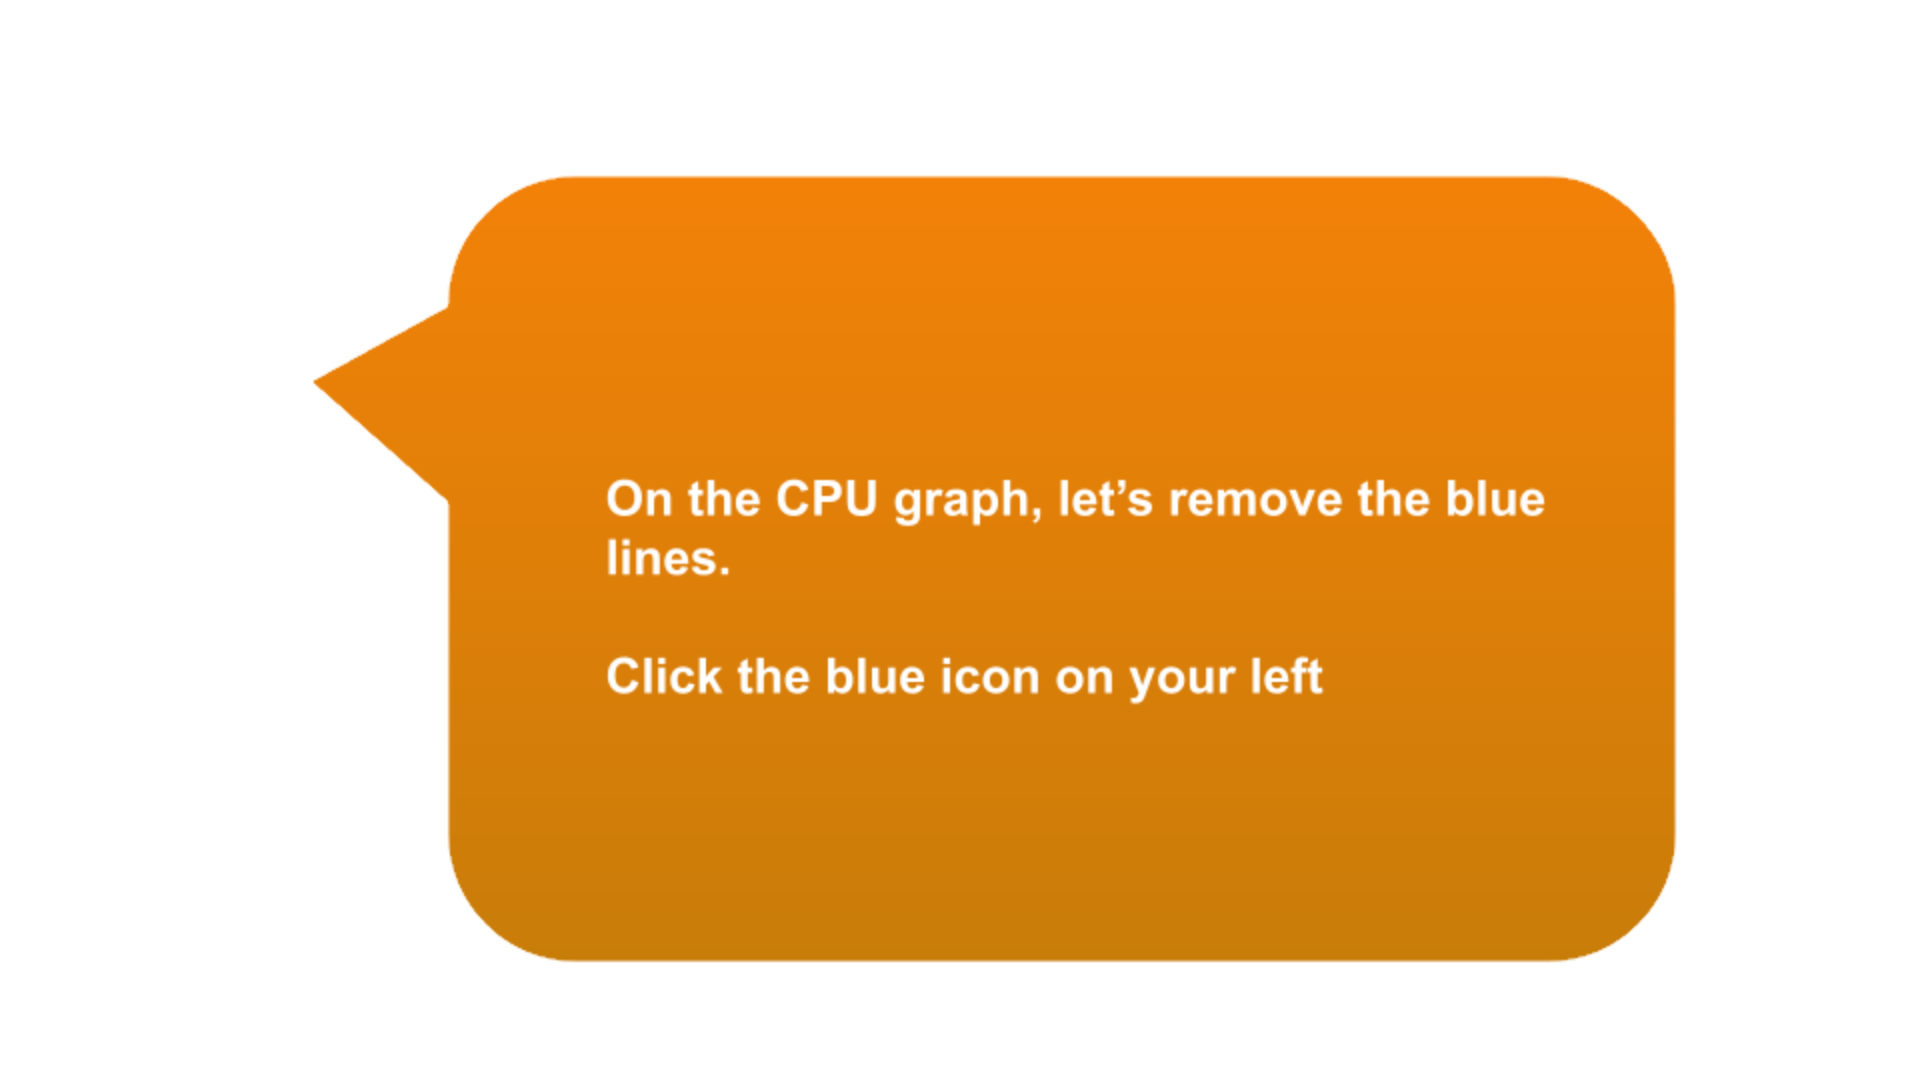 On the CPU graph, let’s remove the blue
lines.
Click the blue icon on your left